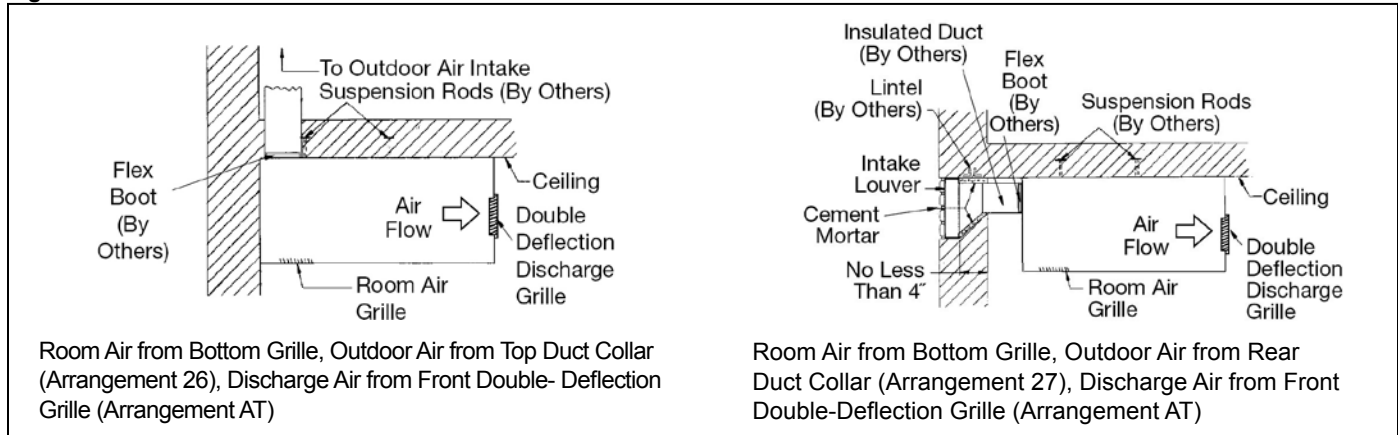 To Outdoor Air Intake
Suspension Rods (By Others)
Flex
Boot
(By
Others)
Air
Flow
Ceiling
Double
Deflection
Discharge
Grille
Room Air
Grille
Room Air from Bottom Grille, Outdoor Air from Top Duct Collar
(Arrangement 26), Discharge Air from Front Double- Deflection
Grille (Arrangement AT)
Insulated Duct
(By Others)
Flex
Boot
(By
Others)
Lintel
(By Others)
Suspension Rods
(By Others)
Intake
Louver
Cement
Mortar
Ceiling
Air
Flow
No Less
Than 4″
Room Air
Grille
Double
Deflection
Discharge
Grille
Room Air from Bottom Grille, Outdoor Air from Rear
Duct Collar (Arrangement 27), Discharge Air from Front
Double-Deflection Grille (Arrangement AT)